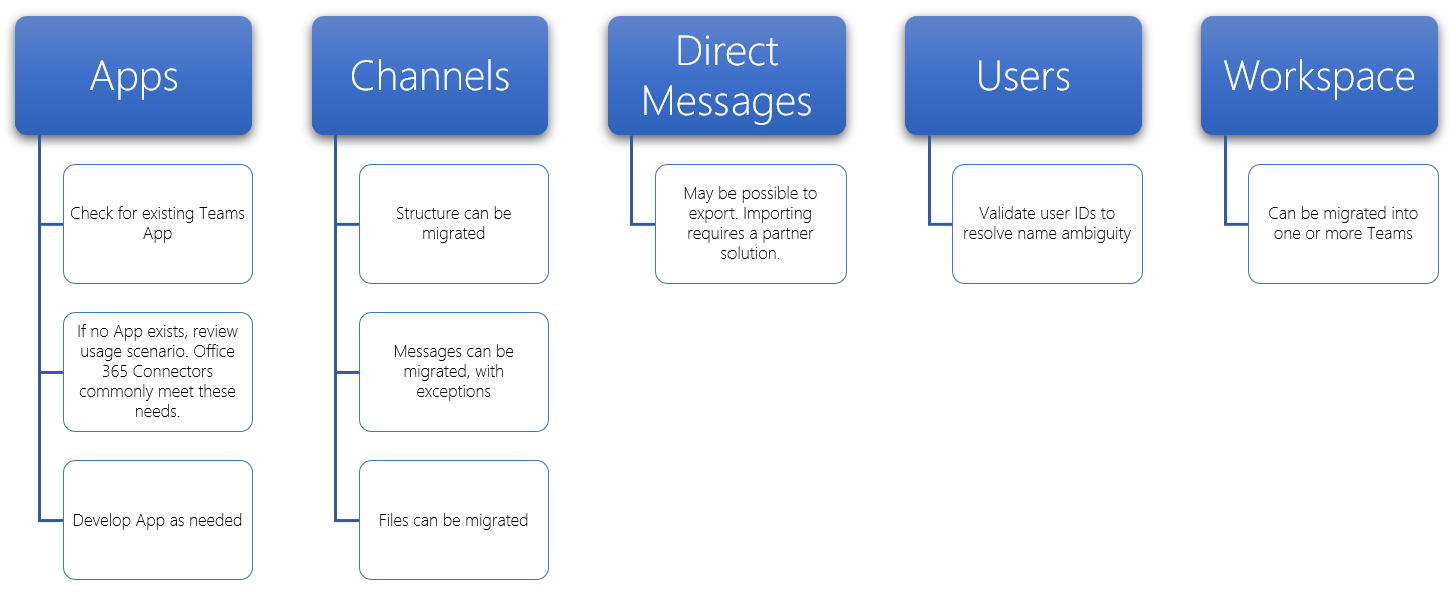 Apps
Check for existing Teams
App
If no App exists, review
usage scenario. Office
365 Connectors
commonly meet these
needs.
Develop App as needed
Channels
Structure can be
migrated
Messages can be
migrated, with
exceptions
Files can be migrated
Direct
Messages
May be possible to
export. Importing
requires a partner
solution.
Users
Validate user IDs to
resolve name ambiguity
Workspace
Can be migrated into
one or more Teams